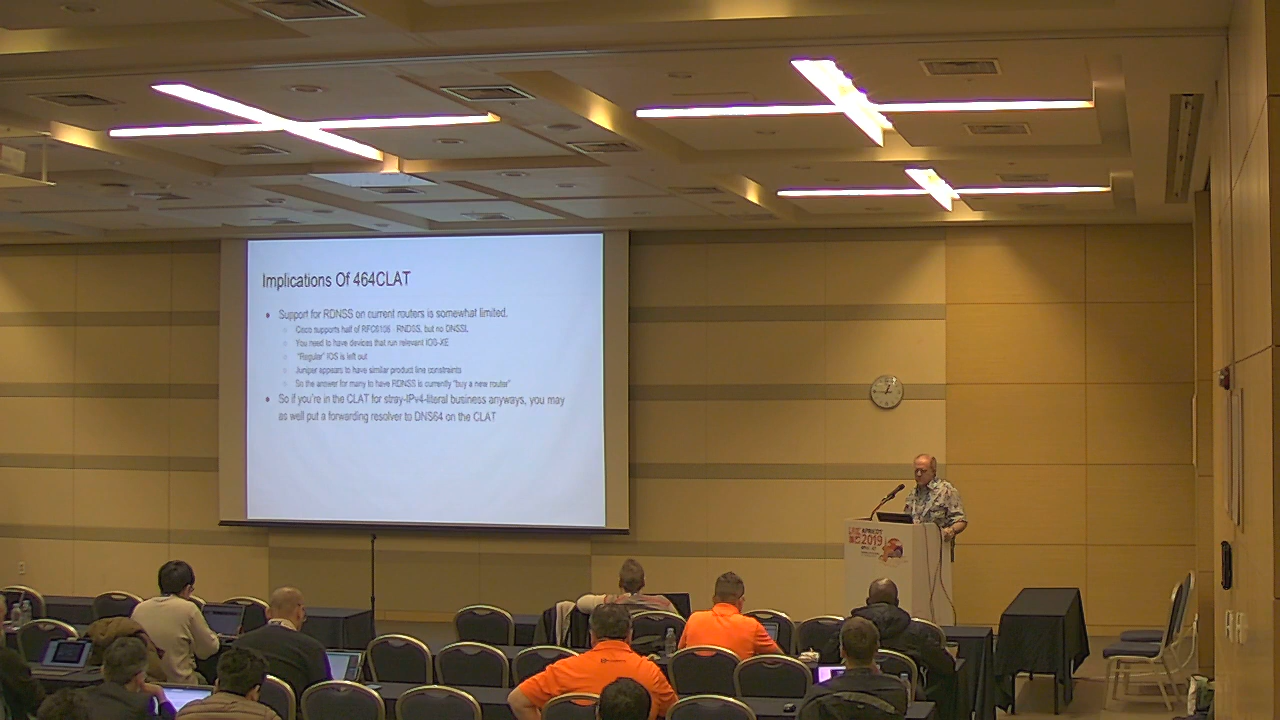 Implications Of 464CLAT
Support for RDNSS on current routers is somewhat limited.
Cisco supports half of RFC6106 - RNDSS, but no DNSSL
You need to have devices that run relevant IOS-XE
"Regular" IOS is left out
Juniper appears to have similar product line constraints
So the answer for many to have RDNSS is currently "buy a new router"
So if you're in the CLAT for stray-IPv4-literal business anyways, you may
as well put a forwarding resolver to DNS64 on the CLAT
APRICOT
2019